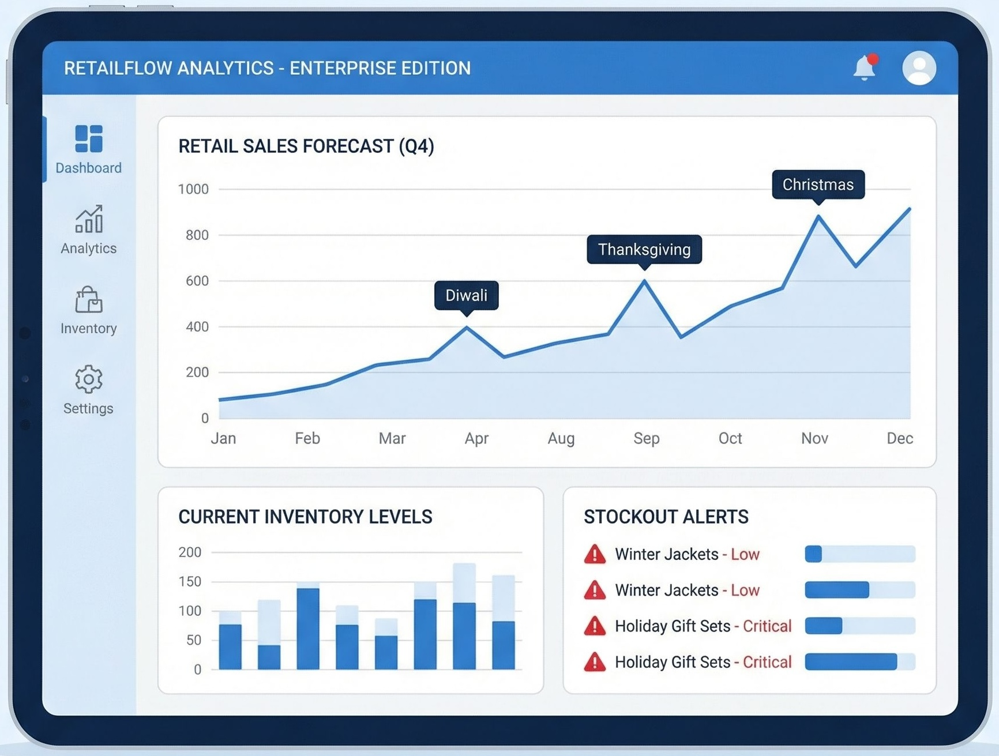 RETAILFLOW ANALYTICS - ENTERPRISE EDITION
Dashboard
Analytics
Inventory
Settings
RETAIL SALES FORECAST (Q4)
1000
800
600
400
200
0
Diwali
Thanksgiving
Christmas
Jan Feb Mar Apr Aug Sep Oct Nov Dec
CURRENT INVENTORY LEVELS
200
150
100
50
0
STOCKOUT ALERTS
Winter Jackets - Low
Winter Jackets - Low
Holiday Gift Sets - Critical
Holiday Gift Sets - Critical